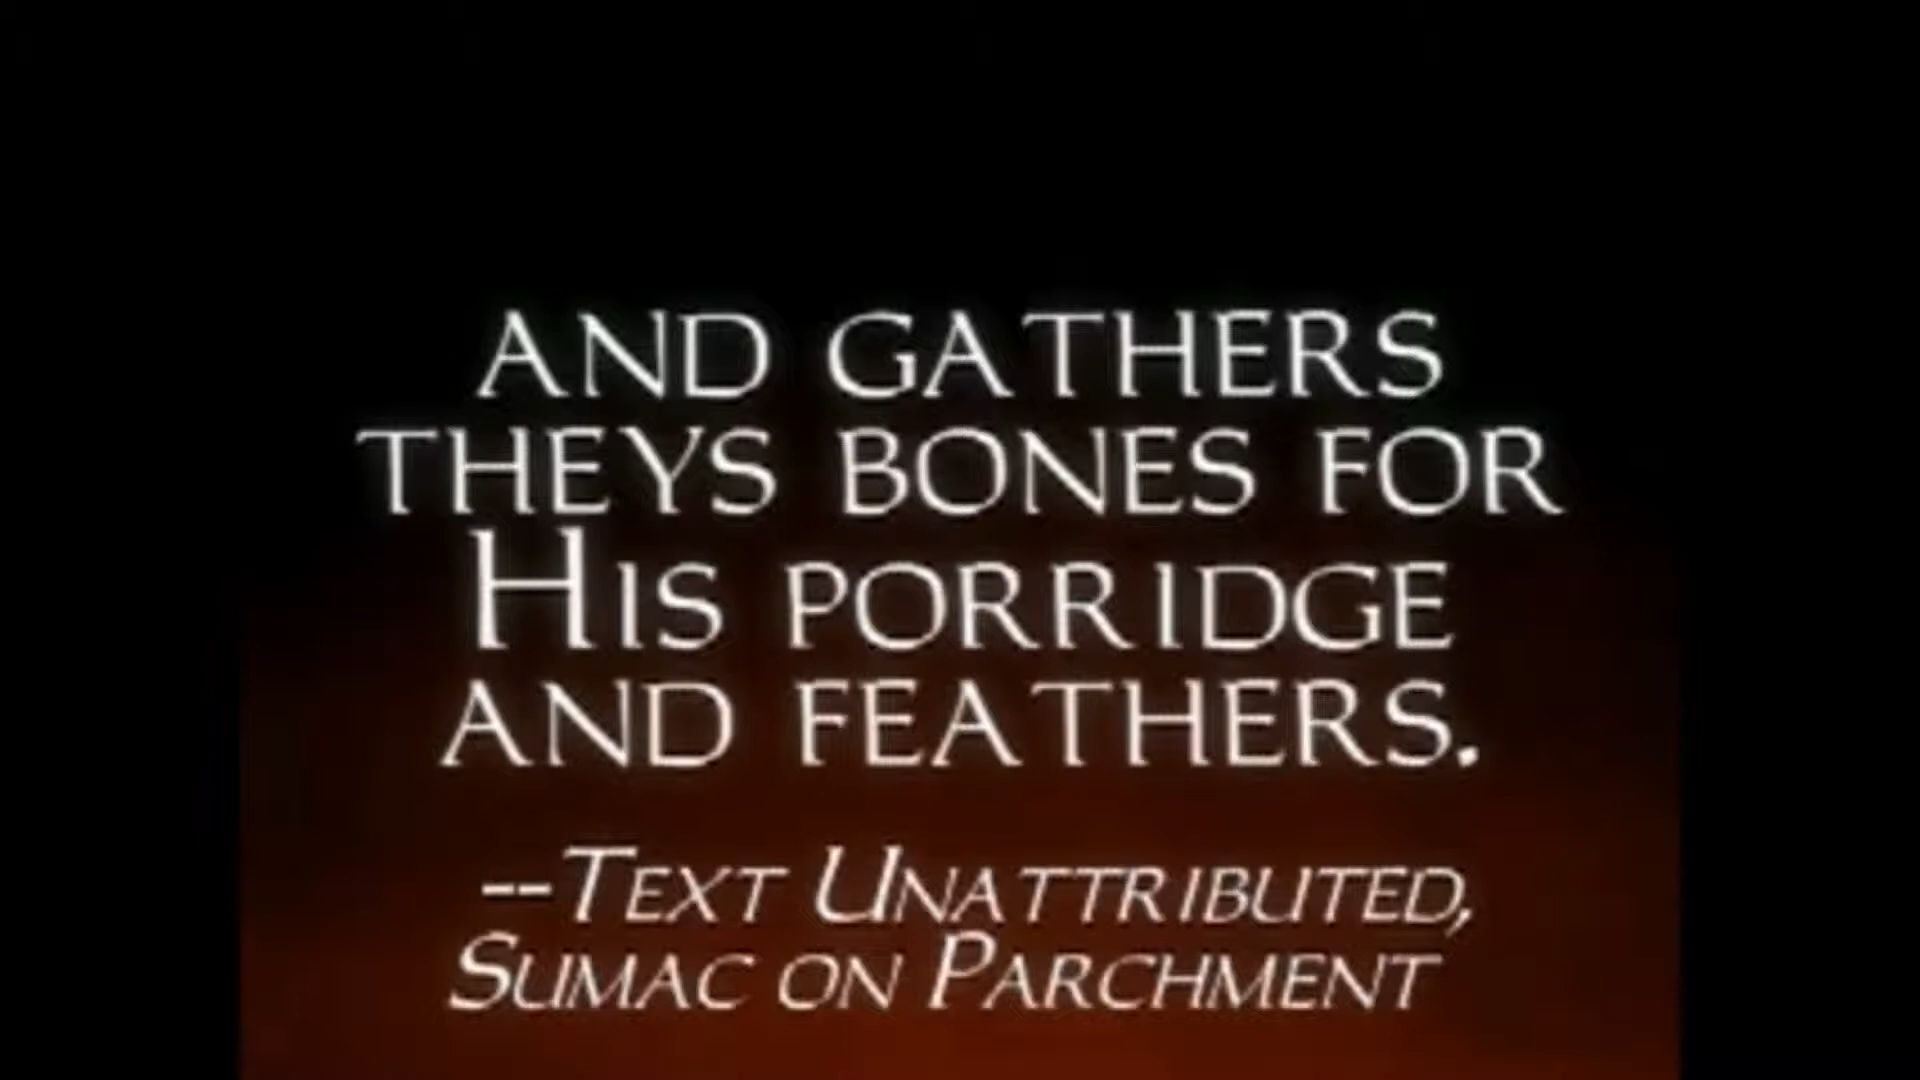 AND GATHERS
THEYS BONES FOR
HIS PORRIDGE
AND FEATHERS.
--TEXT UNATTRIBUTED,
SUMAC ON PARCHMENT